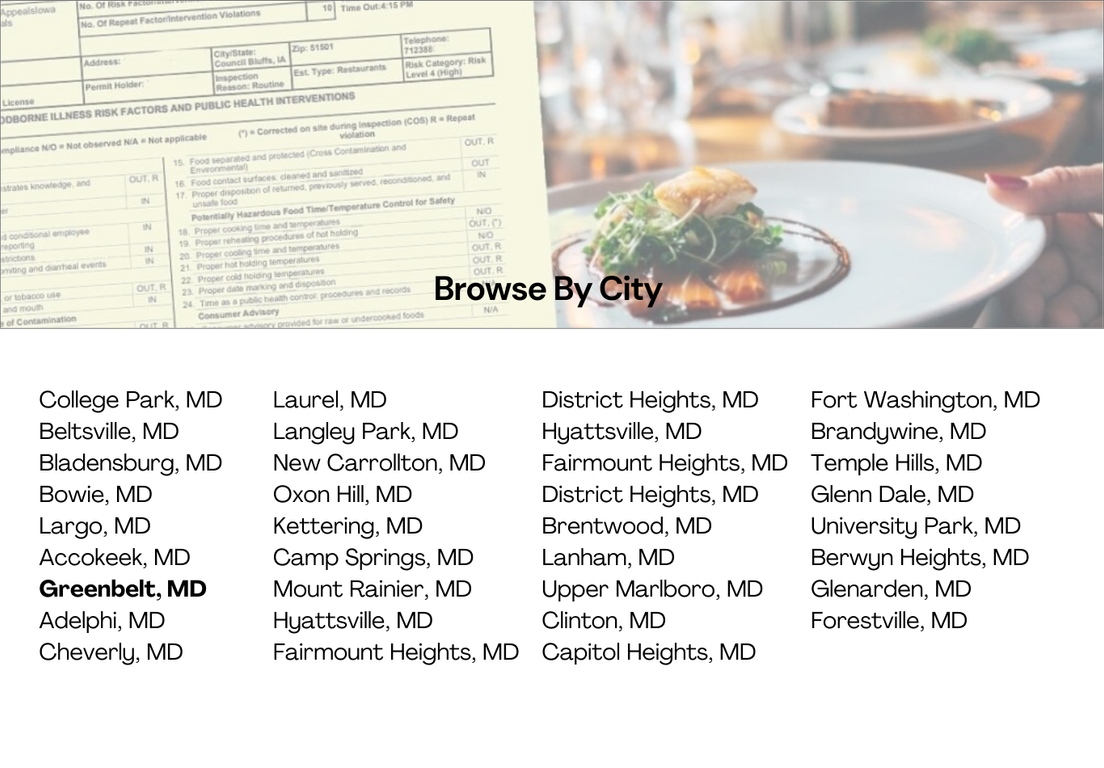 Appealslowa
als
No. Of Risk Factor/Intervention Violations
No. Of Repeat Factor/Intervention Violations
10
Time Out:4:15 PM
Address:
City/State:
Council Bluffs, IA
Zip: 51501
Telephone:
712388
Permit Holder:
Inspection
Reason: Routine
Est. Type: Restaurants
Risk Category: Risk
Level 4 (High)
License
ODBORNE ILLNESS RISK FACTORS AND PUBLIC HEALTH INTERVENTIONS
mpliance N/O = Not observed N/A = Not applicable
(*) = Corrected on site during inspection (COS) R = Repeat
violation
strates knowledge, and
OUT, R
er
IN
d conditional employee
reporting
IN
strictions
IN
omiting and diarrheal events
IN
or tobacco use
OUT, R
and mouth
IN
e of Contamination
OUT, R
15. Food separated and protected (Cross Contamination and
Environmental)
OUT, R
16. Food contact surfaces: cleaned and sanitized
OUT
17. Proper disposition of returned, previously served, reconditioned, and
unsafe food
IN
Potentially Hazardous Food Time/Temperature Control for Safety
18. Proper cooking time and temperatures
N/O
19. Proper reheating procedures of hot holding
OUT, (*)
20. Proper cooling time and temperatures
N/O
21. Proper hot holding temperatures
OUT, R
22. Proper cold holding temperatures
OUT, R
23. Proper date marking and disposition
OUT, R
24. Time as a public health control: procedures and records
Consumer Advisory
advisory provided for raw or undercooked foods
N/A
Browse By City
College Park, MD
Beltsville, MD
Bladensburg, MD
Bowie, MD
Largo, MD
Accokeek, MD
Greenbelt, MD
Adelphi, MD
Cheverly, MD
Laurel, MD
Langley Park, MD
New Carrollton, MD
Oxon Hill, MD
Kettering, MD
Camp Springs, MD
Mount Rainier, MD
Hyattsville, MD
Fairmount Heights, MD
District Heights, MD
Hyattsville, MD
Fairmount Heights, MD
District Heights, MD
Brentwood, MD
Lanham, MD
Upper Marlboro, MD
Clinton, MD
Capitol Heights, MD
Fort Washington, MD
Brandywine, MD
Temple Hills, MD
Glenn Dale, MD
University Park, MD
Berwyn Heights, MD
Glenarden, MD
Forestville, MD